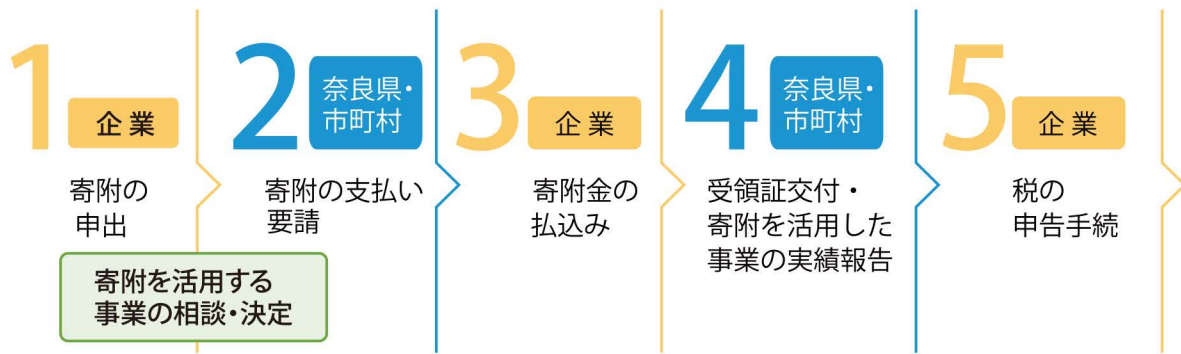 1 企業
寄附の
申出
2 奈良県・
市町村
寄附の支払い
要請
寄附を活用する
事業の相談・決定
3 企業
寄附金の
払込み
4 奈良県・
市町村
受領証交付・
寄附を活用した
事業の実績報告
5 企業
税の
申告手続